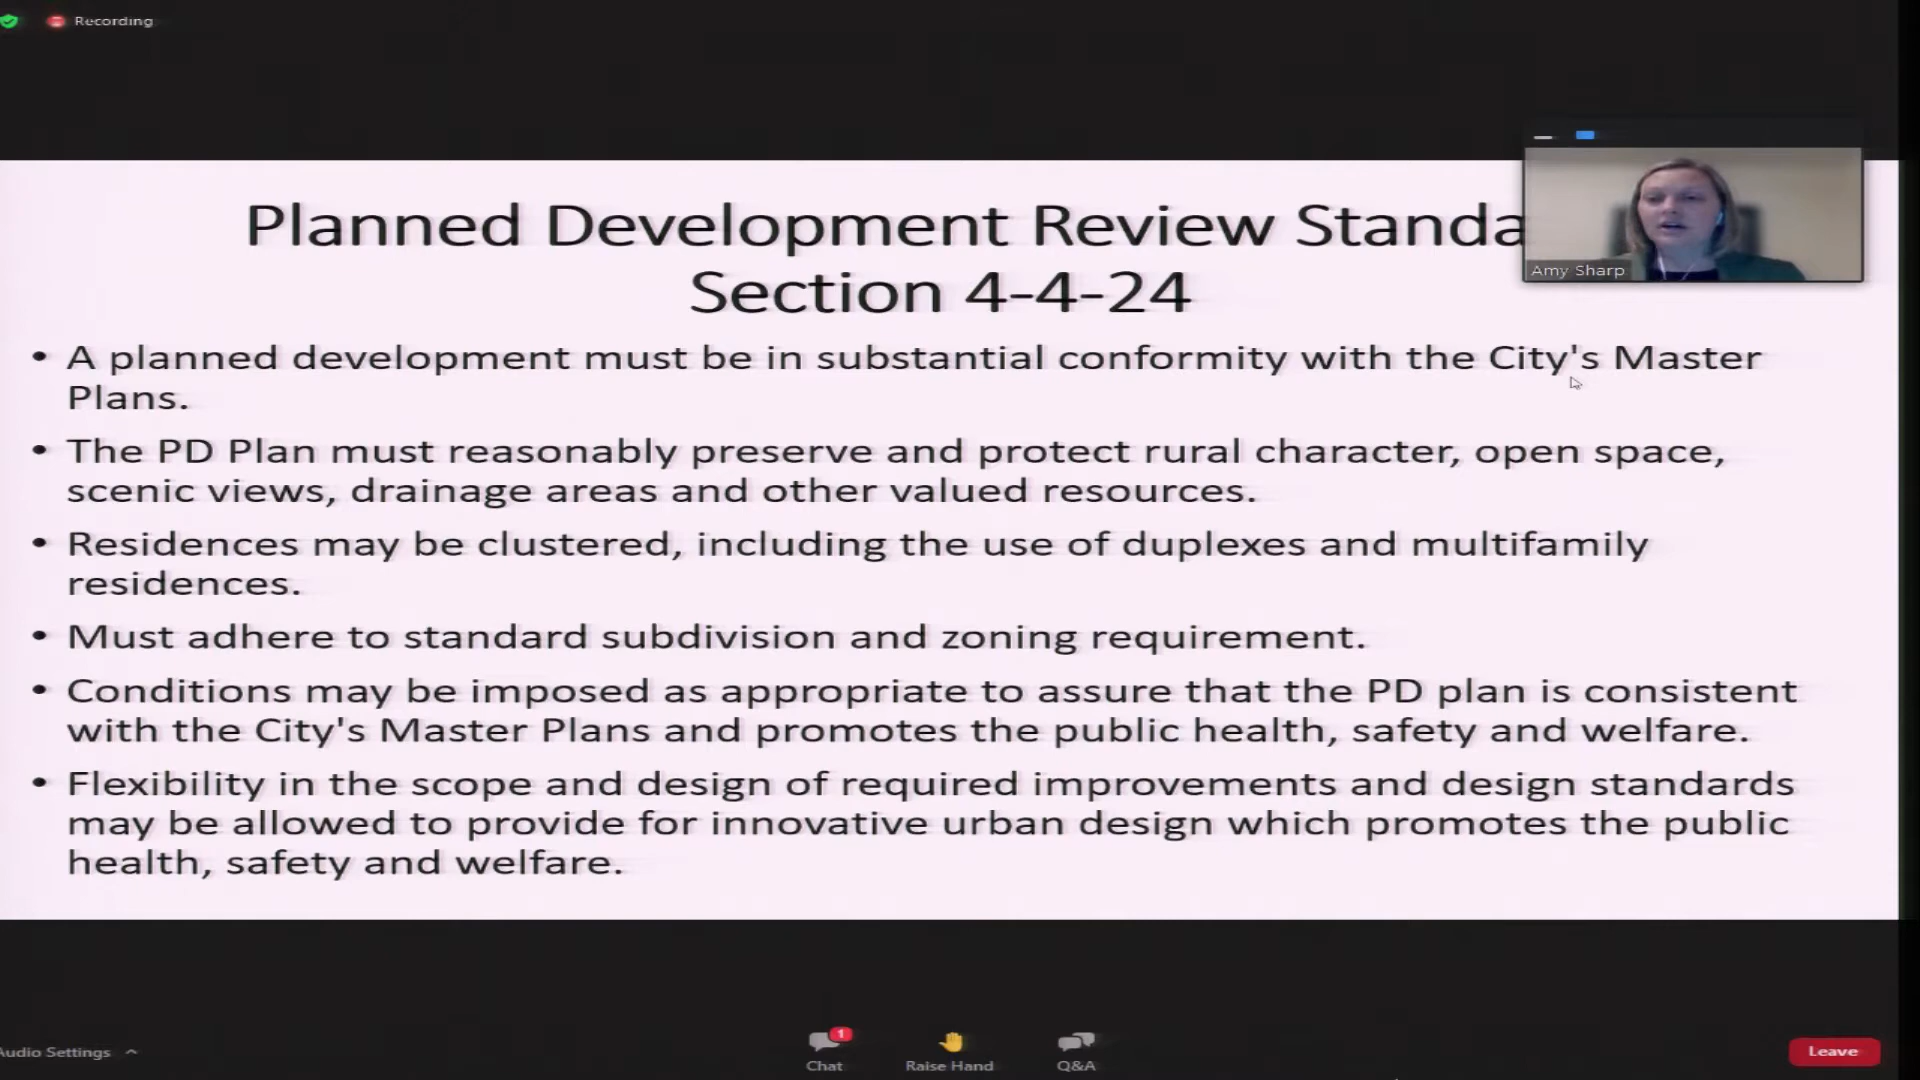 Recording
Planned Development Review Standa
Amy Sharp
Section 4-4-24
• A planned development must be in substantial conformity with the City's Master
Plans.
• The PD Plan must reasonably preserve and protect rural character, open space,
scenic views, drainage areas and other valued resources.
• Residences may be clustered, including the use of duplexes and multifamily
residences.
• Must adhere to standard subdivision and zoning requirement.
• Conditions may be imposed as appropriate to assure that the PD plan is consistent
with the City's Master Plans and promotes the public health, safety and welfare.
• Flexibility in the scope and design of required improvements and design standards
may be allowed to provide for innovative urban design which promotes the public
health, safety and welfare.
Audio Settings
1
Chat
Raise Hand
Q&A
Leave